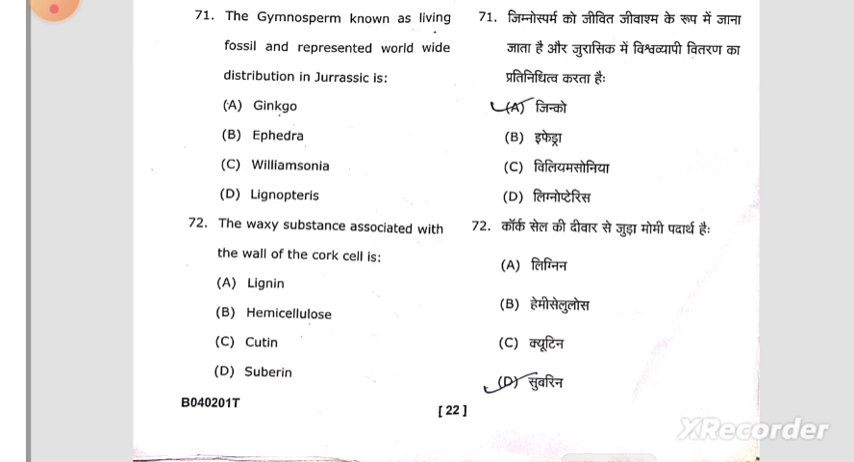 71. The Gymnosperm known as living
fossil and represented world wide
distribution in Jurrassic is:
(A) Ginkgo
(B) Ephedra
(C) Williamsonia
(D) Lignopteris
72. The waxy substance associated with
the wall of the cork cell is:
(A) Lignin
(B) Hemicellulose
(C) Cutin
(D) Suberin
B040201T
71. जिम्नोस्पर्म को जीवित जीवाश्म के रूप में जाना
जाता है और जुरासिक में विश्वव्यापी वितरण का
प्रतिनिधित्व करता हैः
(A) जिन्को
(B) इफेड्रा
(C) विलियमसोनिया
(D) लिग्नोप्टेरिस
72. कॉर्क सेल की दीवार से जुड़ा मोमी पदार्थ हैः
(A) लिग्निन
(B) हेमीसेलुलोस
(C) क्यूटिन
(D) सुबरिन
[ 22 ]
XRecorder